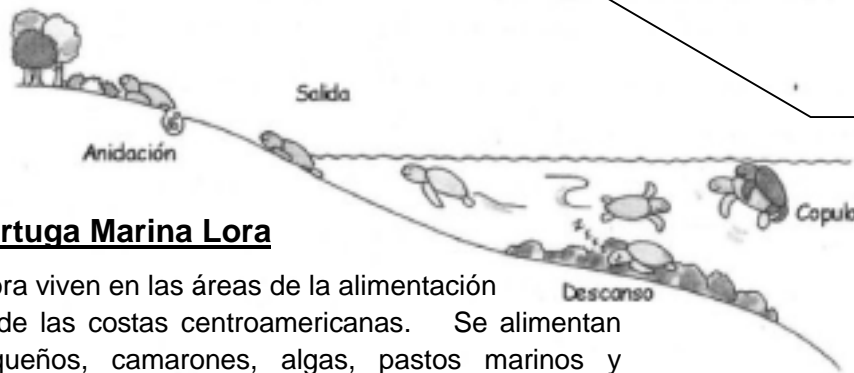 Salida
Anidación
Copula
Descanso
rtuga Marina Lora
ora viven en las áreas de la alimentación
de las costas centroamericanas. Se alimentan
queños, camarones, algas, pastos marinos y